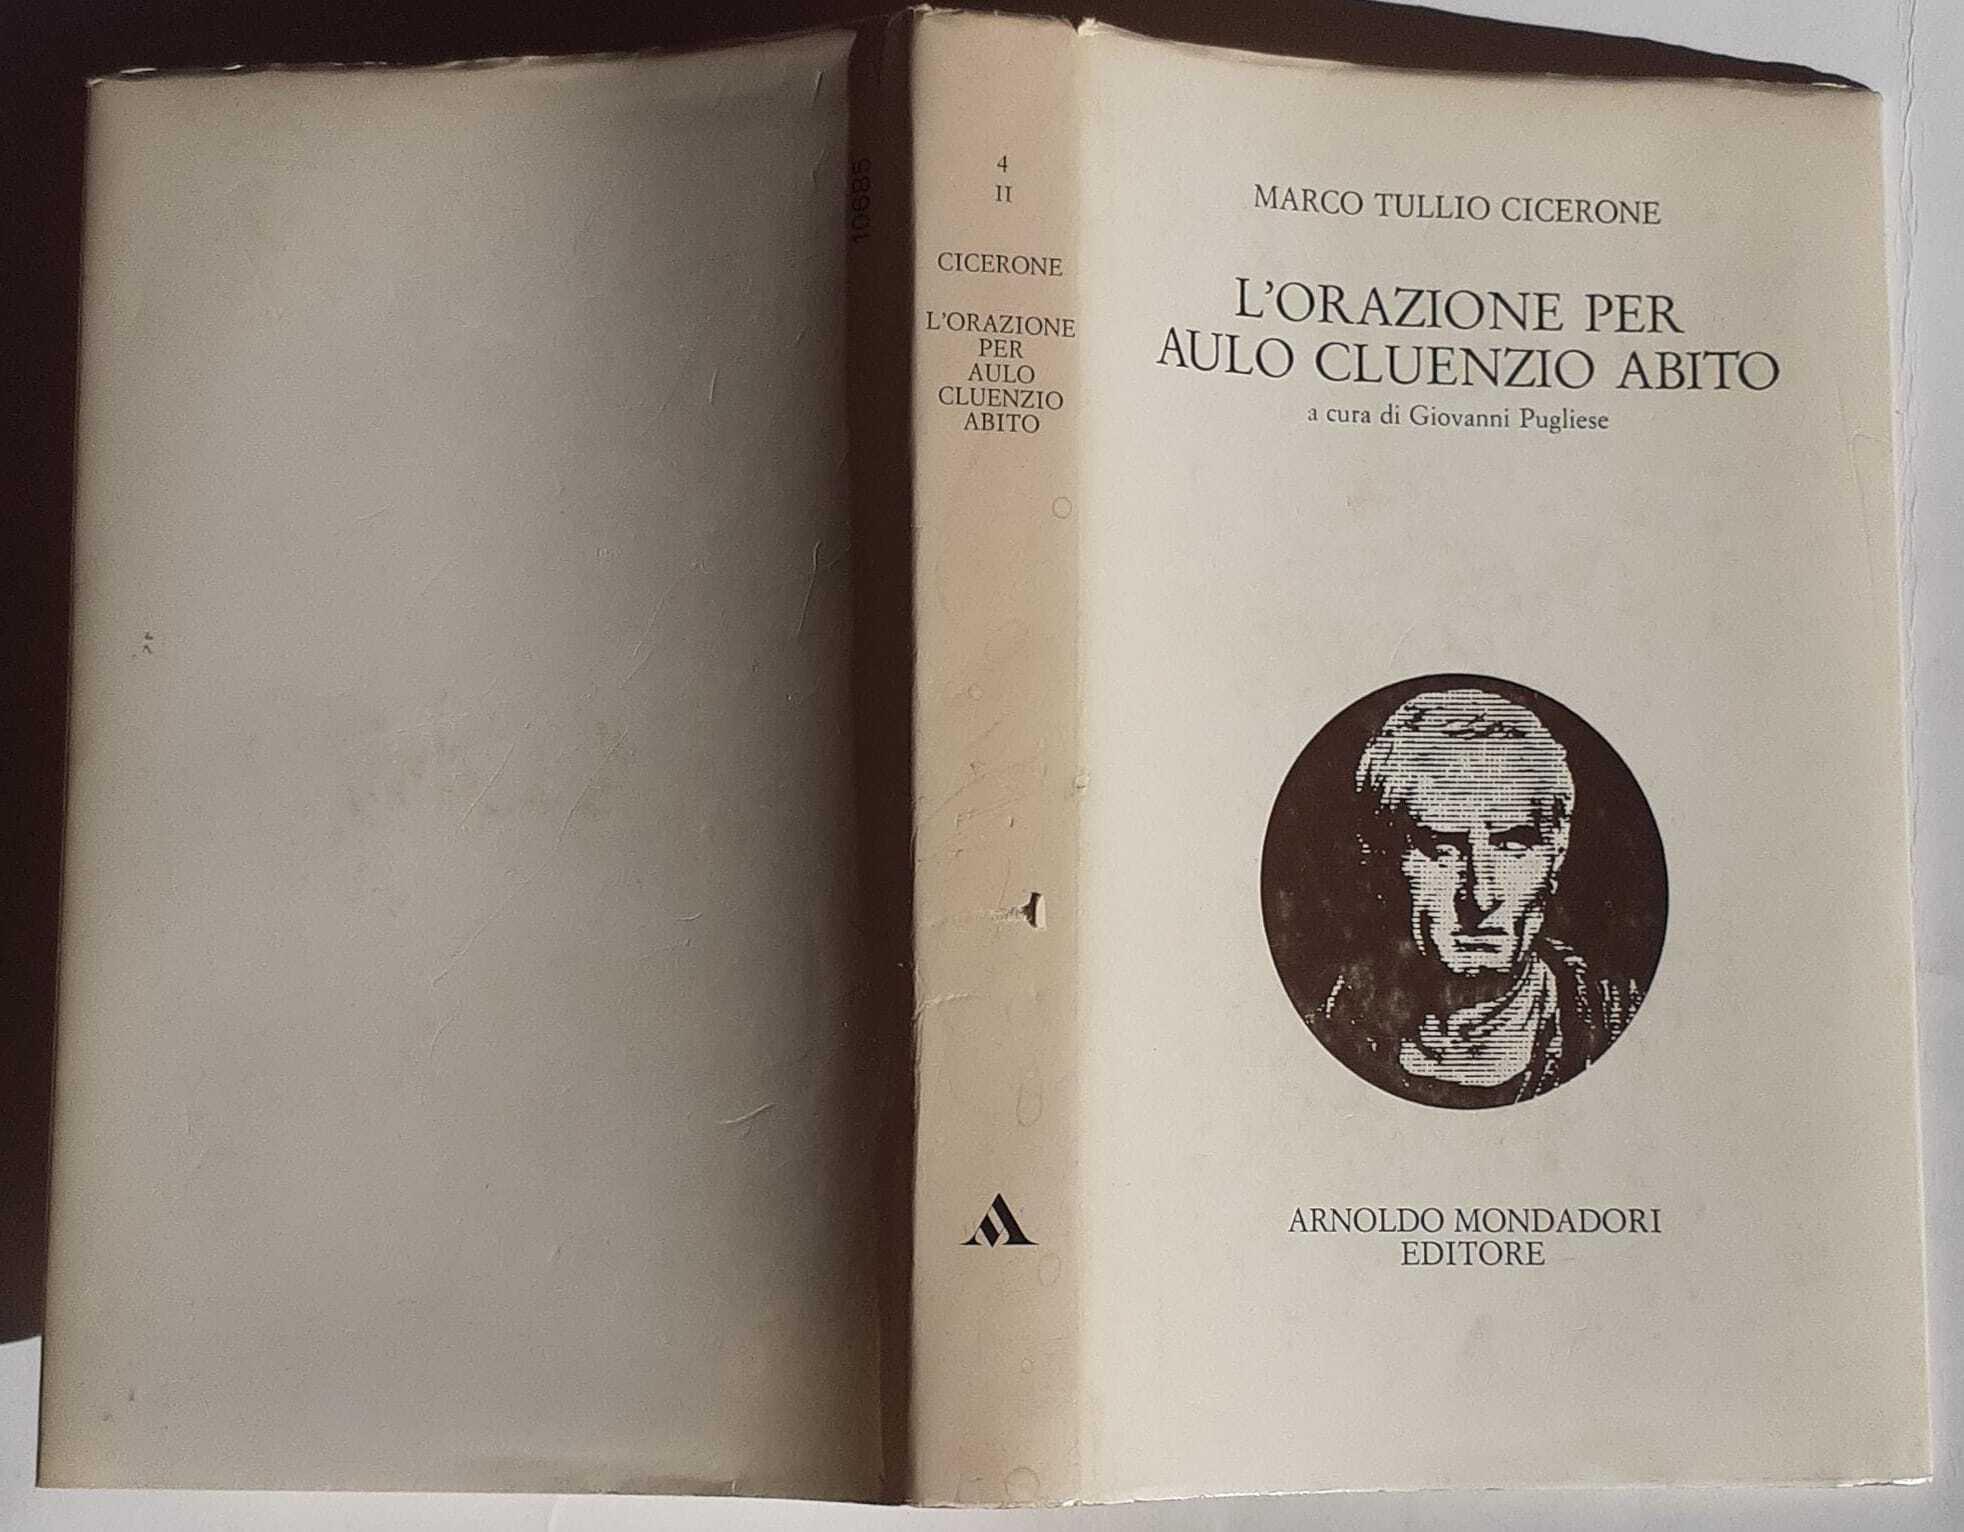 10685
4
II
CICERONE
L'ORAZIONE
PER
AULO
CLUENZIO
ABITO
MARCO TULLIO CICERONE
L'ORAZIONE PER
AULO CLUENZIO ABITO
a cura di Giovanni Pugliese
ARNOLDO MONDADORI
EDITORE